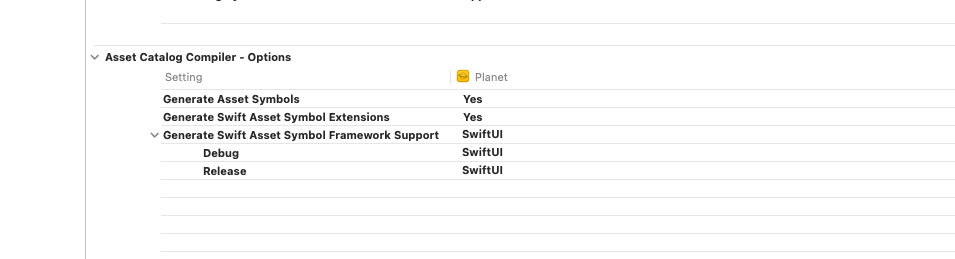 Asset Catalog Compiler - Options
Setting Planet
Generate Asset Symbols Yes
Generate Swift Asset Symbol Extensions Yes
Generate Swift Asset Symbol Framework Support SwiftUI
Debug SwiftUI
Release SwiftUI